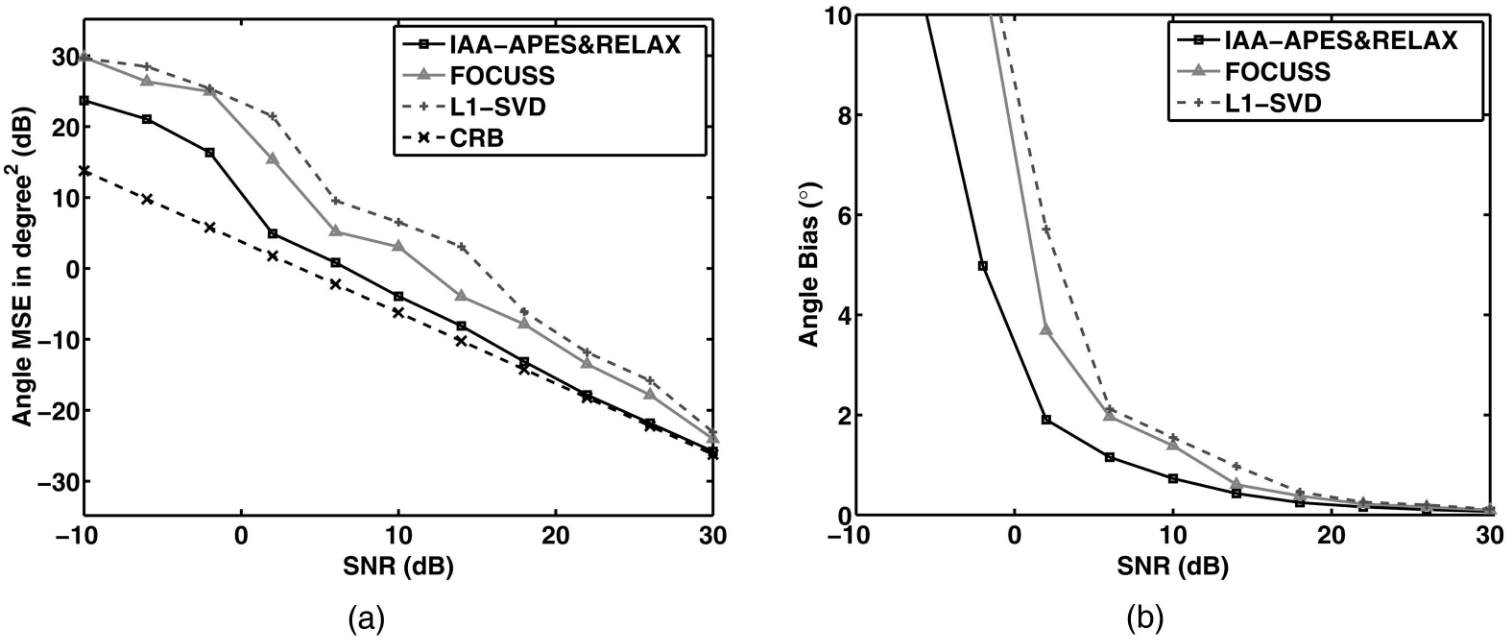 Angle MSE in degree² (dB)
30
20
10
0
−10
−20
−30
IAA−APES&RELAX
FOCUSS
L1−SVD
CRB
−10 0 10 20 30
SNR (dB)
(a)
Angle Bias (°)
10
8
6
4
2
0
IAA−APES&RELAX
FOCUSS
L1−SVD
−10 0 10 20 30
SNR (dB)
(b)